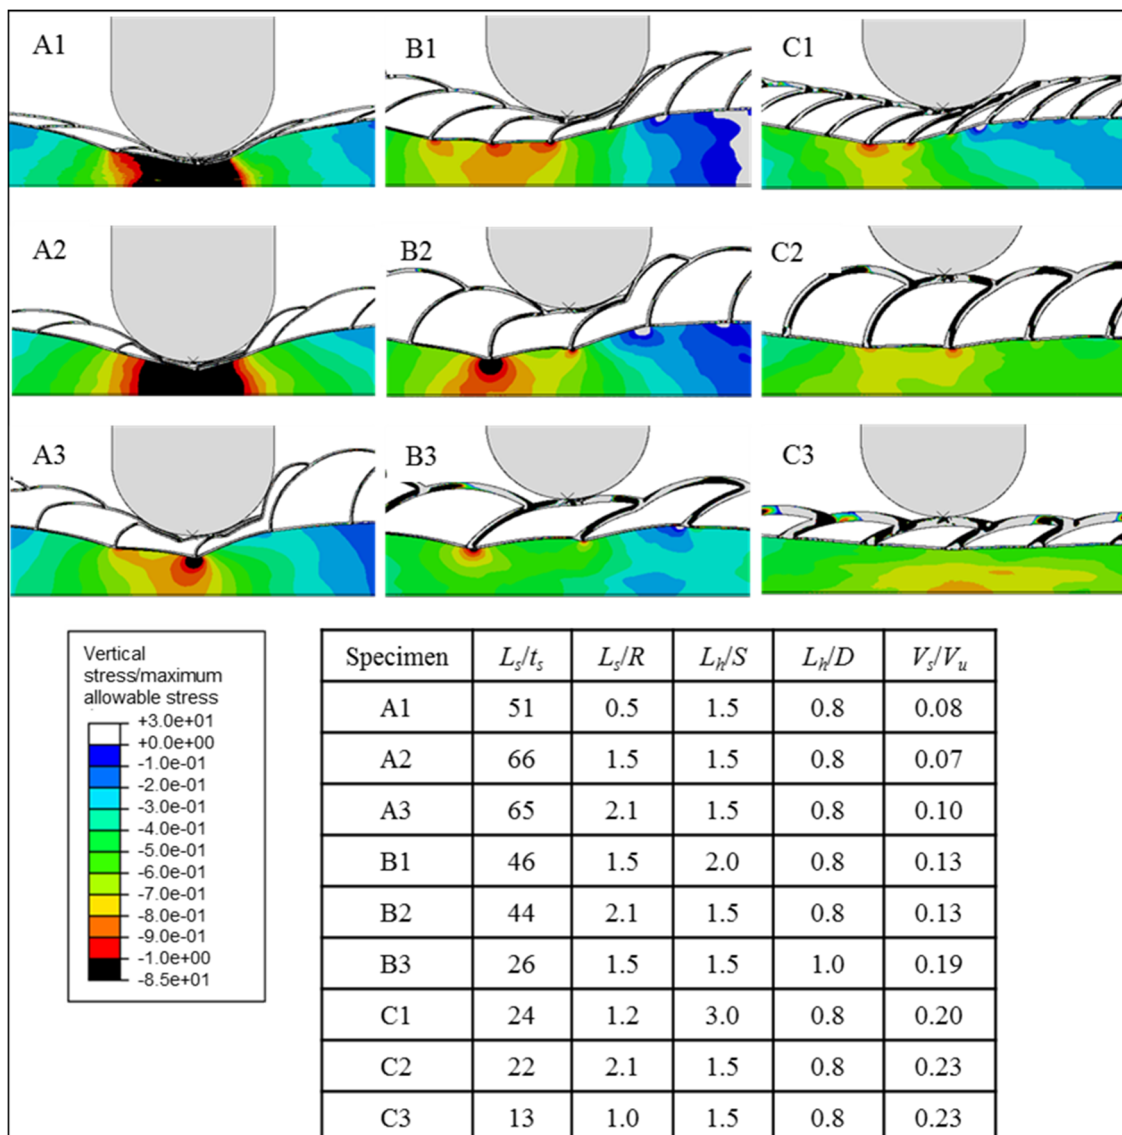 A1
B1
C1
A2
B2
C2
A3
B3
C3
Vertical
stress/maximum
allowable stress
+3.0e+01
+0.0e+00
-1.0e-01
-2.0e-01
-3.0e-01
-4.0e-01
-5.0e-01
-6.0e-01
-7.0e-01
-8.0e-01
-9.0e-01
-1.0e+00
-8.5e+01
Specimen Ls/ts Ls/R Lh/S Lh/D Vs/Vu
A1 51 0.5 1.5 0.8 0.08
A2 66 1.5 1.5 0.8 0.07
A3 65 2.1 1.5 0.8 0.10
B1 46 1.5 2.0 0.8 0.13
B2 44 2.1 1.5 0.8 0.13
B3 26 1.5 1.5 1.0 0.19
C1 24 1.2 3.0 0.8 0.20
C2 22 2.1 1.5 0.8 0.23
C3 13 1.0 1.5 0.8 0.23